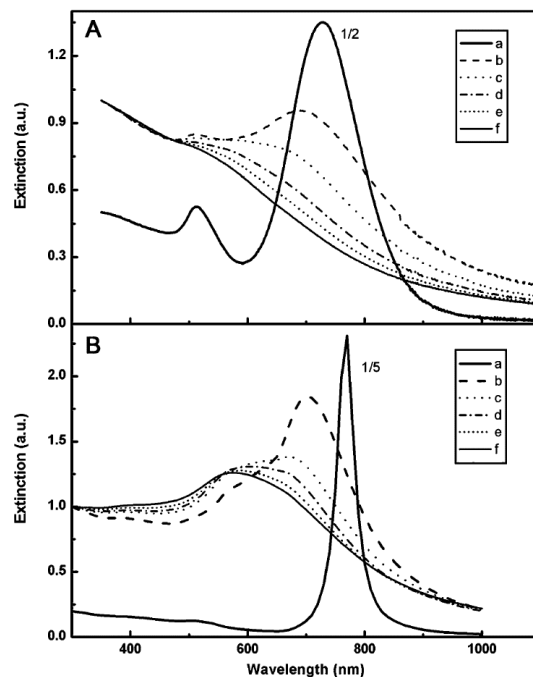 A
1/2
a
b
c
d
e
f
Extinction (a.u.)
1.2
0.9
0.6
0.3
0.0
B
1/5
a
b
c
d
e
f
Extinction (a.u.)
2.0
1.5
1.0
0.5
0.0
400 600 800 1000
Wavelength (nm)